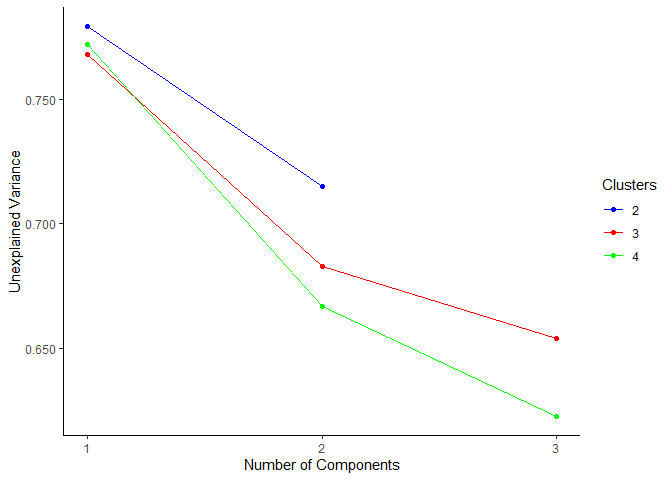 0.750
0.700
0.650
Unexplained Variance
1 2 3
Number of Components
Clusters
2
3
4